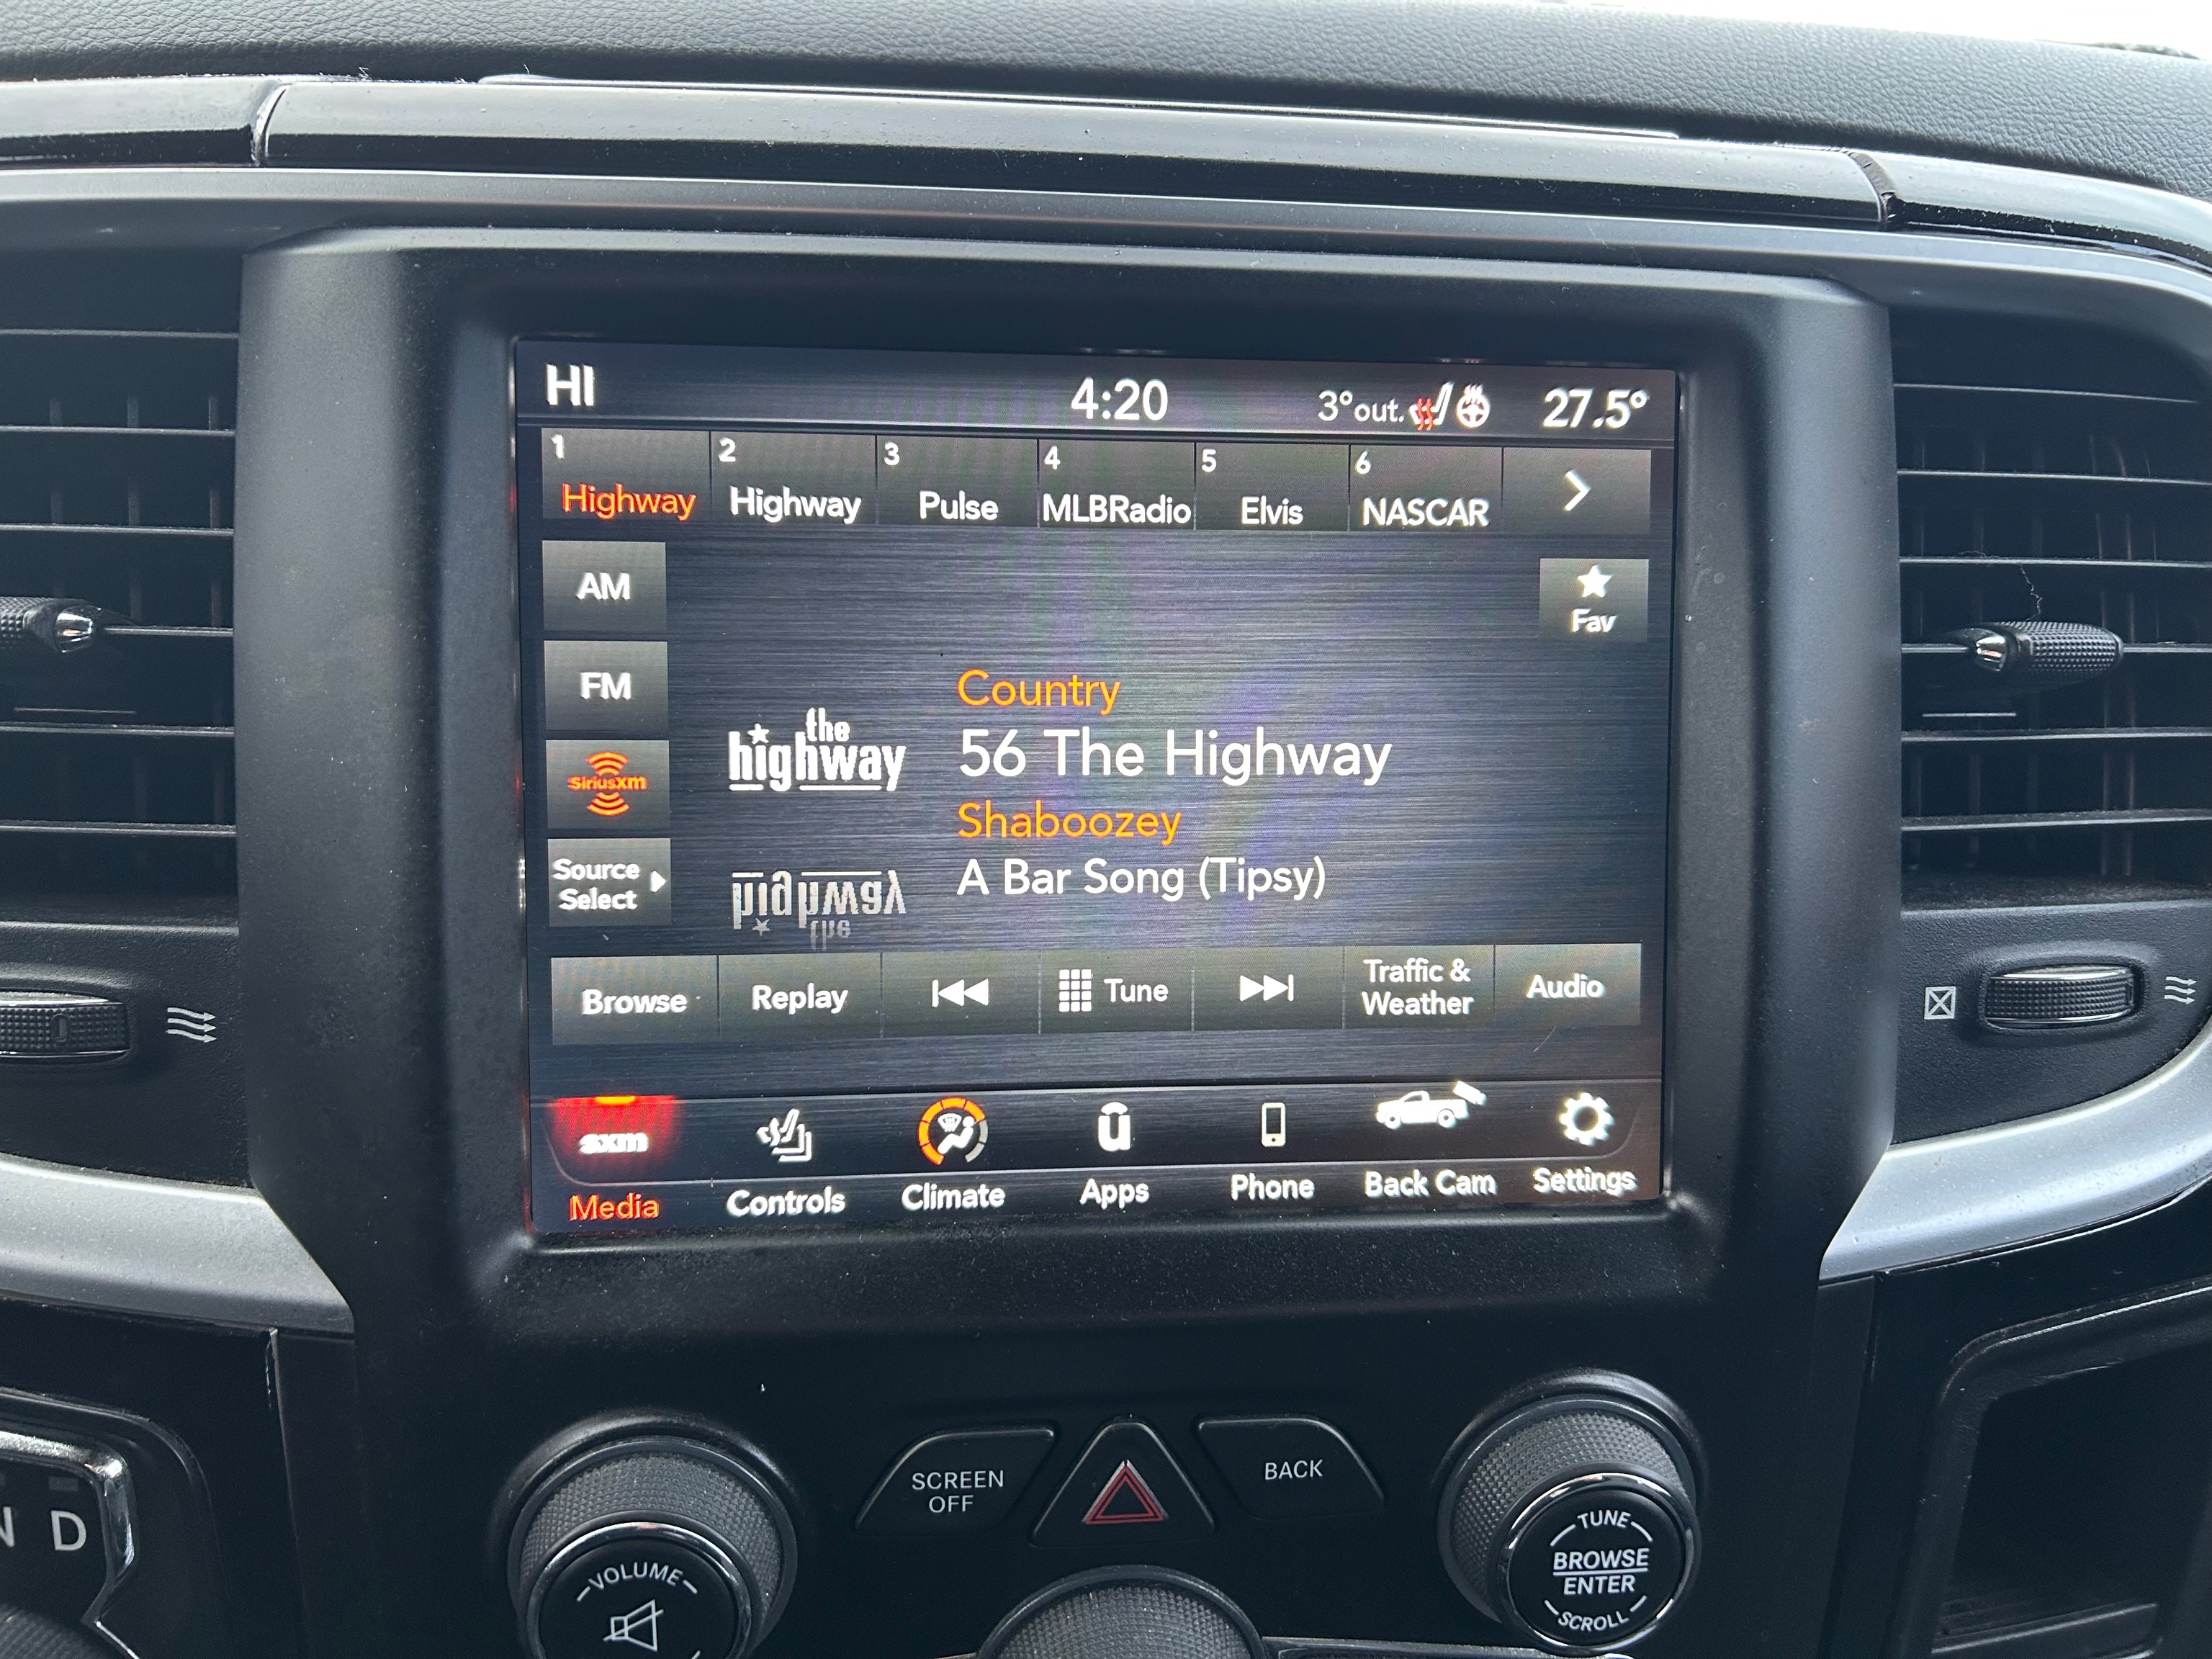 HI 4:20 3°out. 27.5°
1 2 3 4 5 6
Highway Highway Pulse MLBRadio Elvis NASCAR
AM
Fav
FM
Country
the
highway
56 The Highway
SiriusXM
Shaboozey
Source
Select
A Bar Song (Tipsy)
highway
the
Browse Replay Tune Traffic &
Weather Audio
sxm
Media Controls Climate Apps Phone Back Cam Settings
SCREEN
OFF
BACK
N D
VOLUME
TUNE
BROWSE
ENTER
SCROLL